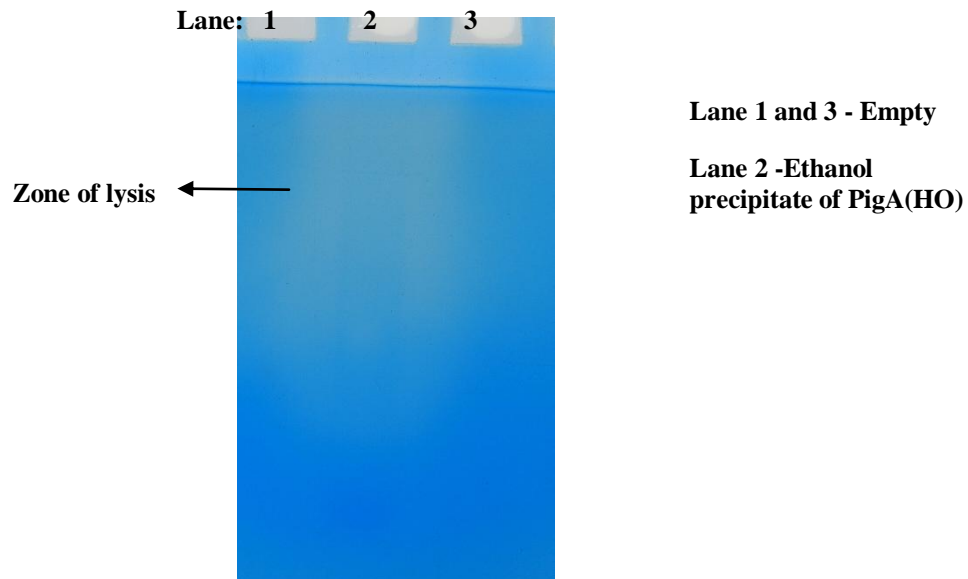 Lane: 1 2 3
Lane 1 and 3 - Empty
Lane 2 -Ethanol
precipitate of PigA(HO)
Zone of lysis